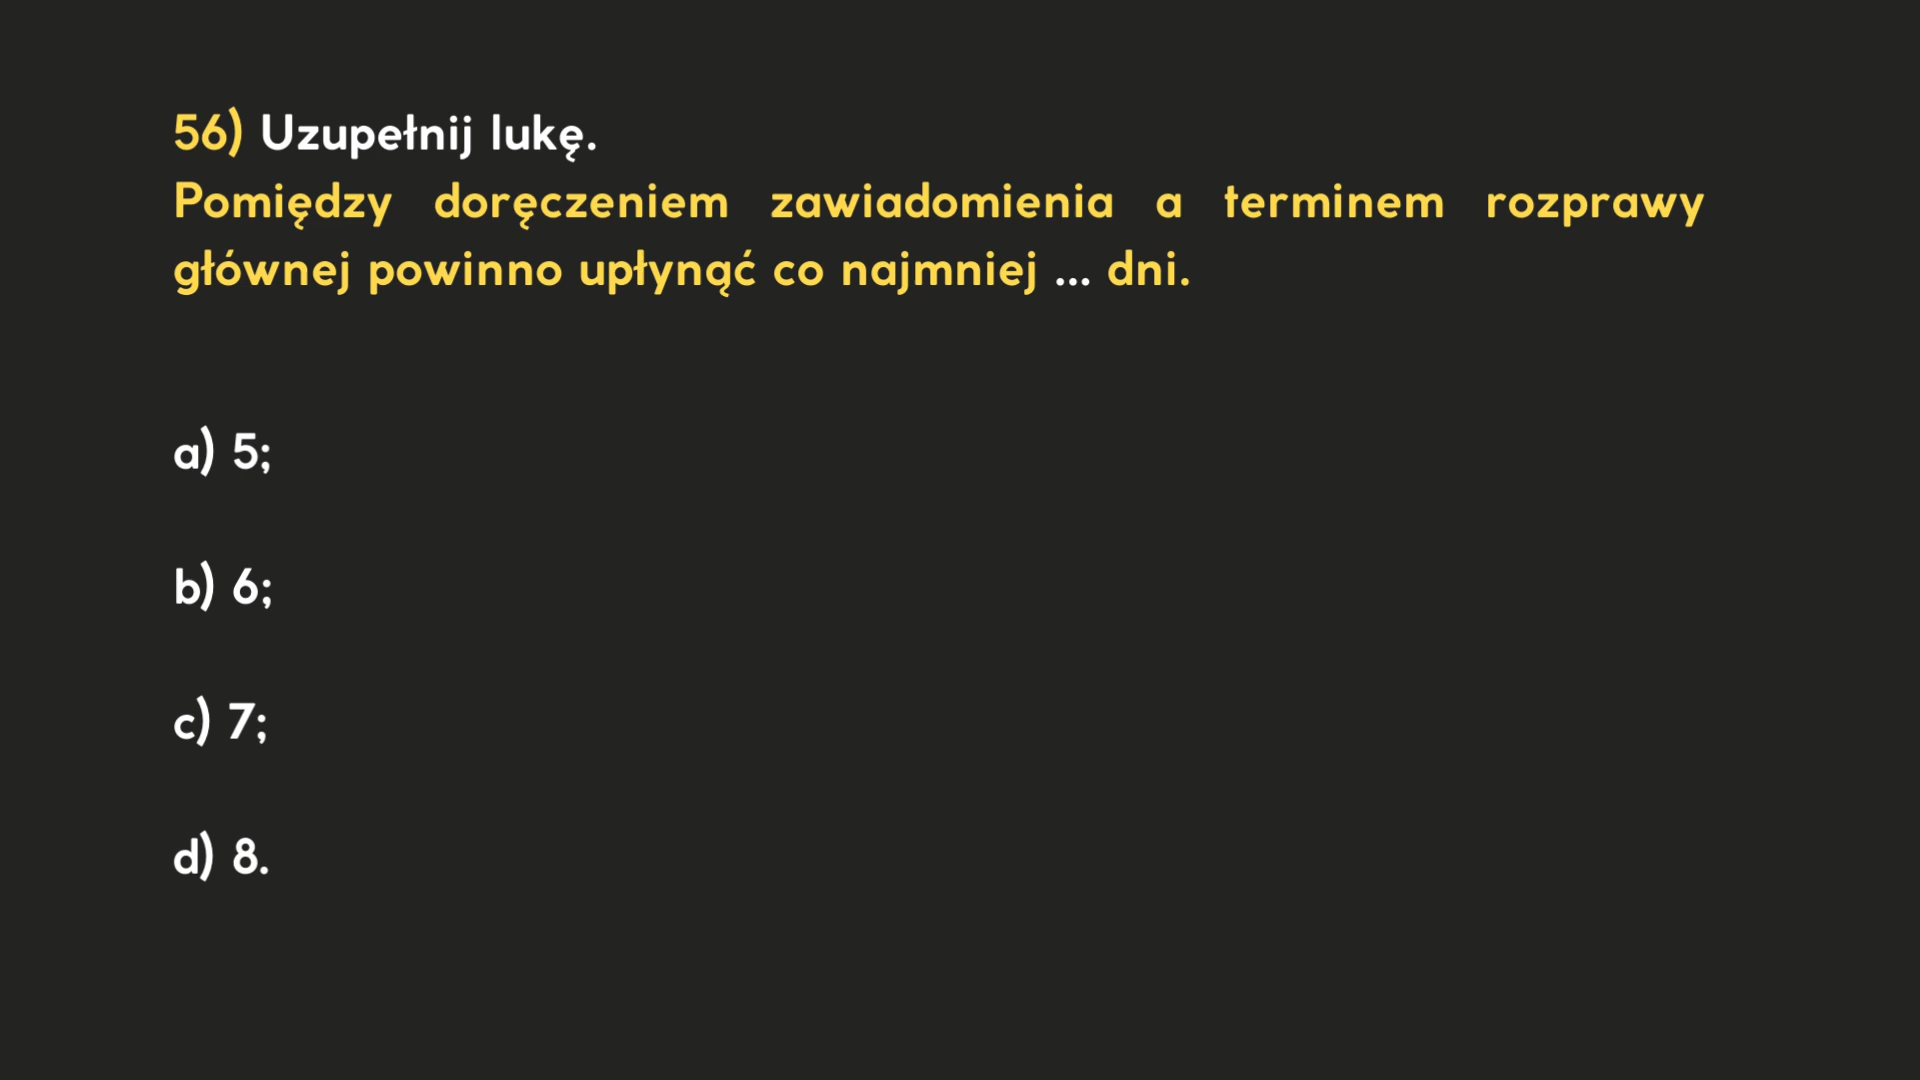 56) Uzupełnij lukę.
Pomiędzy doręczeniem zawiadomienia a terminem rozprawy
głównej powinno upłynąć co najmniej ... dni.
a) 5;
b) 6;
c) 7;
d) 8.